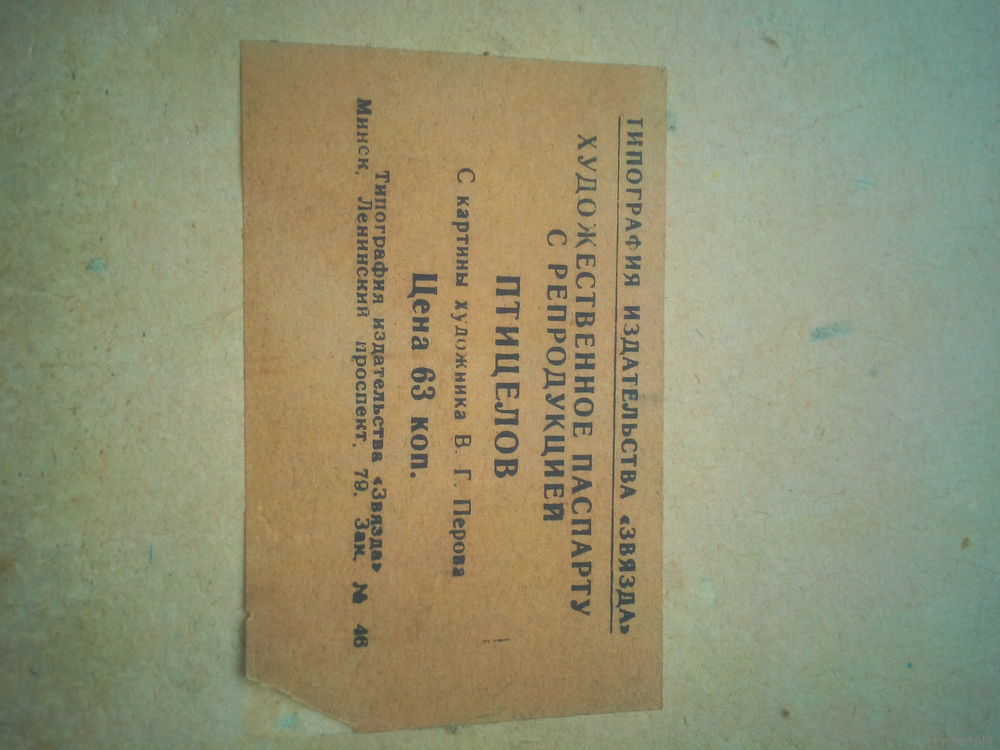 ТИПОГРАФИЯ ИЗДАТЕЛЬСТВА «ЗВЯЗДА»
ХУДОЖЕСТВЕННОЕ ПАСПАРТУ
С РЕПРОДУКЦИЕЙ
ПТИЦЕЛОВ
С картины художника В. Г. Перова
Цена 63 коп.
Типография издательства «Звязда»
Минск, Ленинский проспект, 79. Зак. № 46